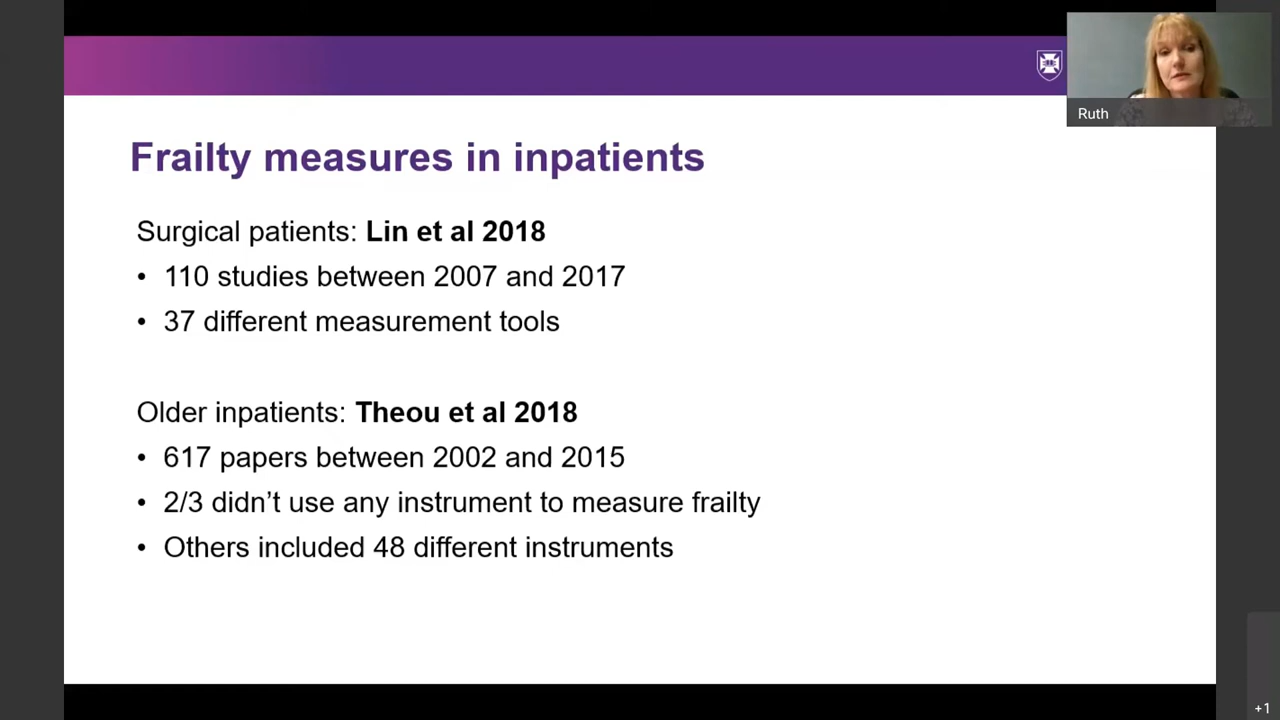 Ruth
Frailty measures in inpatients
Surgical patients: Lin et al 2018
• 110 studies between 2007 and 2017
• 37 different measurement tools
Older inpatients: Theou et al 2018
• 617 papers between 2002 and 2015
• 2/3 didn’t use any instrument to measure frailty
• Others included 48 different instruments
+1